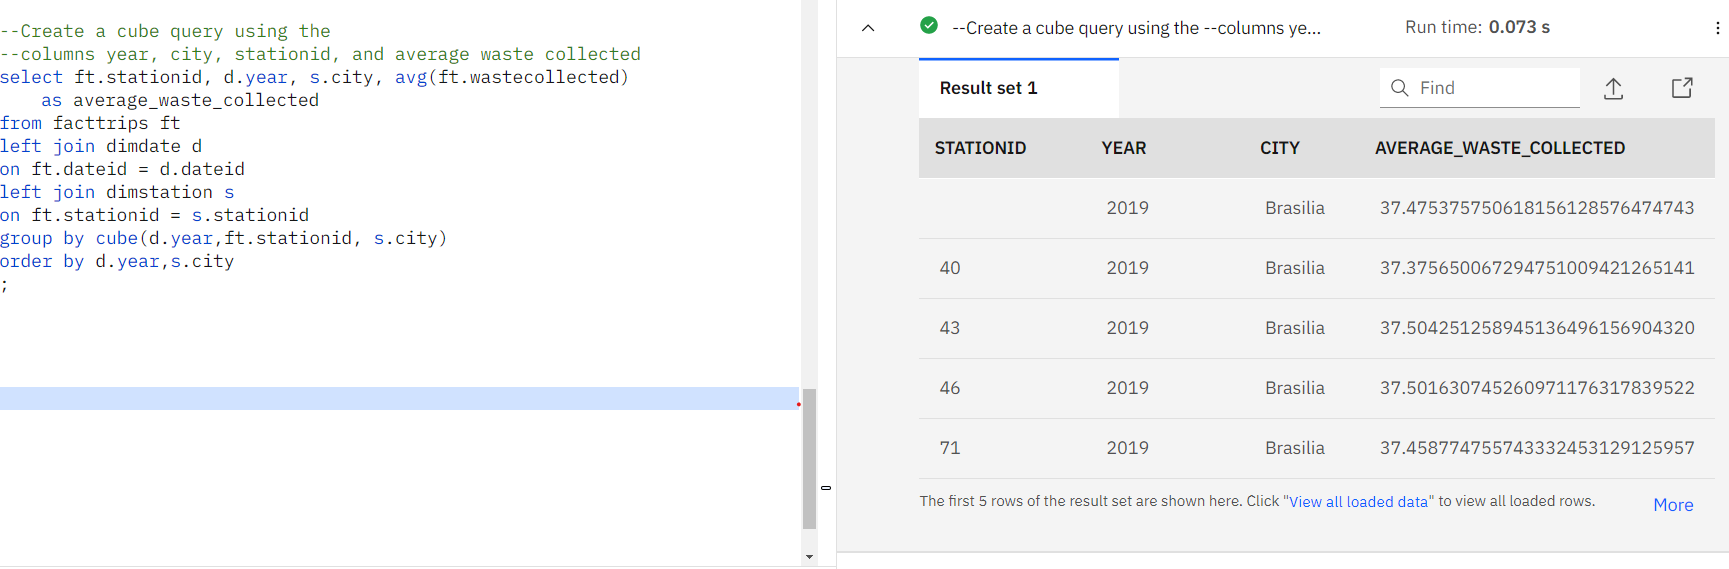 --Create a cube query using the
--columns year, city, stationid, and average waste collected
select ft.stationid, d.year, s.city, avg(ft.wastecollected)
    as average_waste_collected
from facttrips ft
left join dimdate d
on ft.dateid = d.dateid
left join dimstation s
on ft.stationid = s.stationid
group by cube(d.year,ft.stationid, s.city)
order by d.year,s.city
;
--Create a cube query using the --columns ye... Run time: 0.073 s
Result set 1 Find
STATIONID YEAR CITY AVERAGE_WASTE_COLLECTED
2019 Brasilia 37.475375750618156128576474743
40 2019 Brasilia 37.375650067294751009421265141
43 2019 Brasilia 37.504251258945136496156904320
46 2019 Brasilia 37.501630745260971176317839522
71 2019 Brasilia 37.458774755743332453129125957
The first 5 rows of the result set are shown here. Click "View all loaded data" to view all loaded rows. More